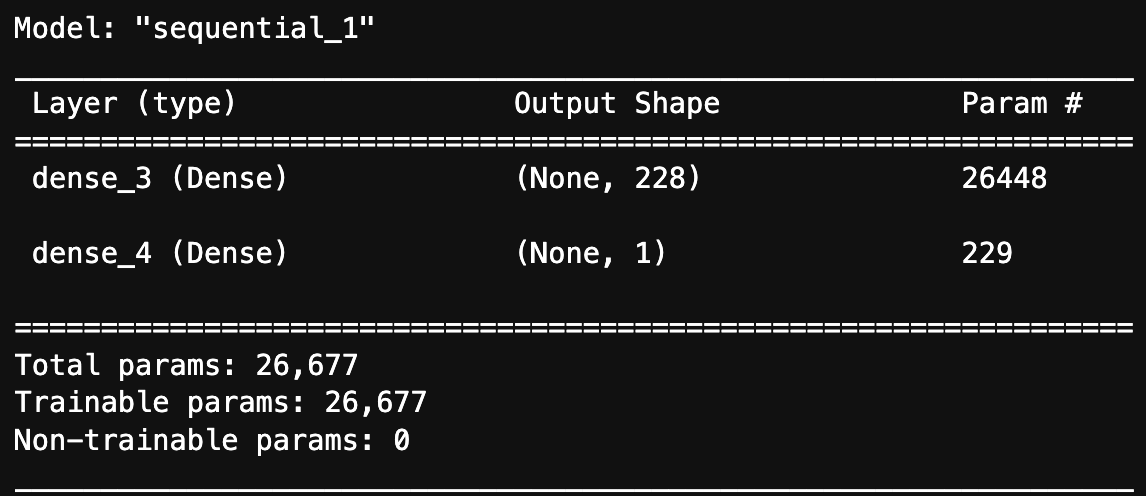 Model: "sequential_1"
Layer (type) Output Shape Param #
dense_3 (Dense) (None, 228) 26448
dense_4 (Dense) (None, 1) 229
Total params: 26,677
Trainable params: 26,677
Non-trainable params: 0